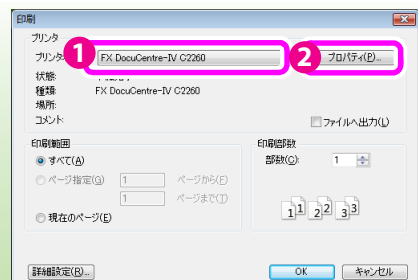 印刷
プリンタ
1
プリンタ
FX DocuCentre-IV C2260
2
プロパティ(P)...
状態:
種類: FX DocuCentre-IV C2260
場所:
コメント:
ファイルへ出力(L)
印刷範囲
すべて(A)
ページ指定(G) 1 ページから(F)
1 ページまで(T)
現在のページ(E)
印刷部数
部数(C): 1
1 1 2 2 3 3
詳細設定(R)...
OK
キャンセル